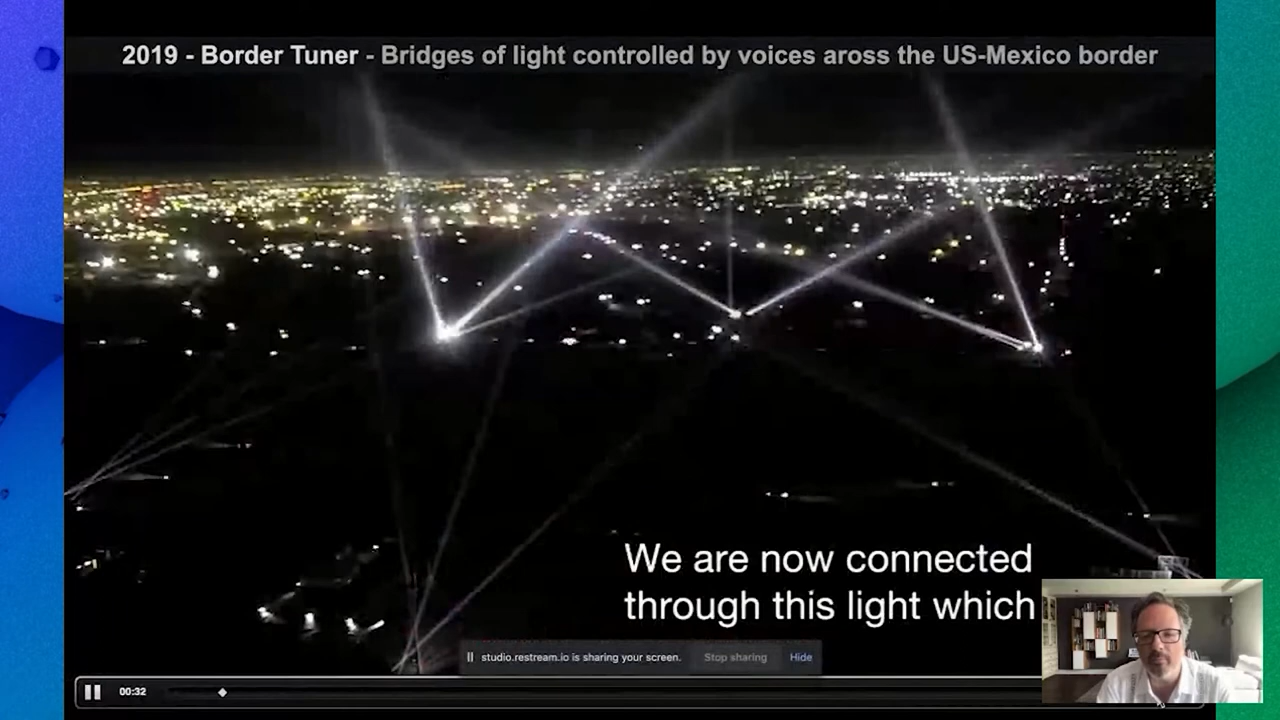 2019 - Border Tuner - Bridges of light controlled by voices aross the US-Mexico border
We are now connected
through this light which
studio.restream.io is sharing your screen.
Stop sharing
Hide
00:32